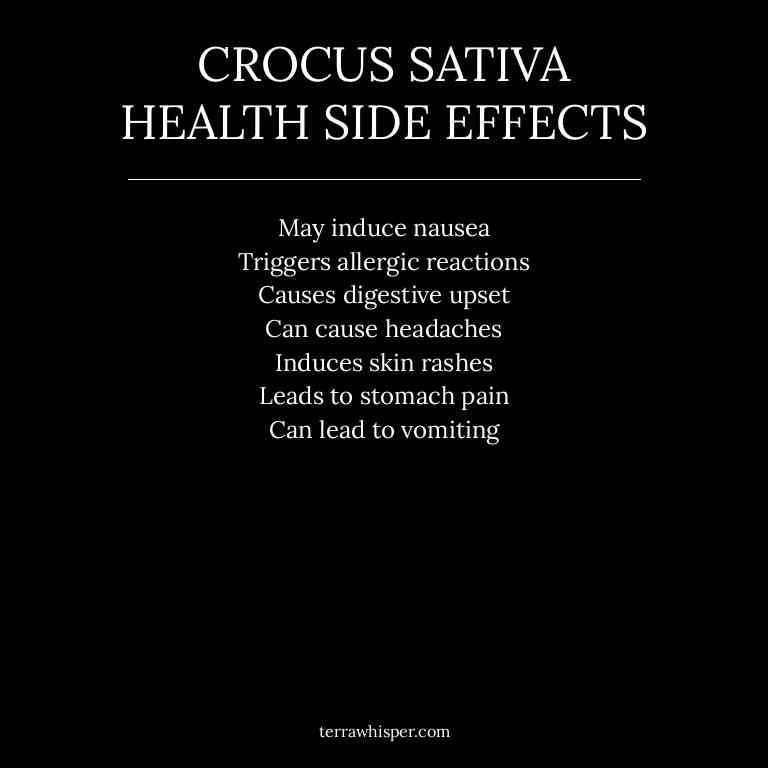 CROCUS SATIVA
HEALTH SIDE EFFECTS
May induce nausea
Triggers allergic reactions
Causes digestive upset
Can cause headaches
Induces skin rashes
Leads to stomach pain
Can lead to vomiting
terrawhisper.com